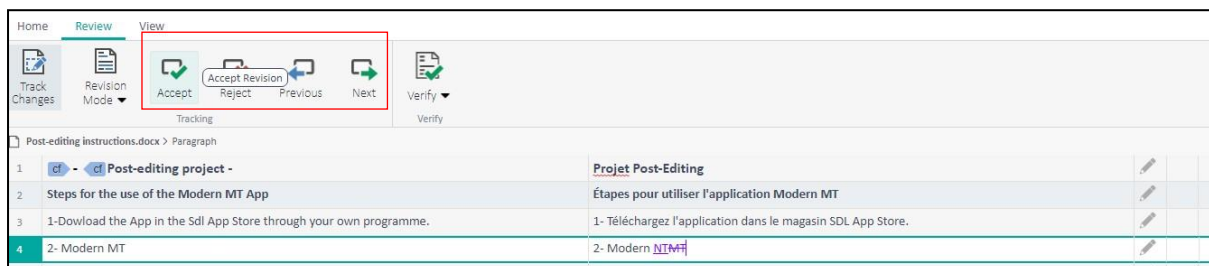 Home Review View
Track Changes
Revision Mode
Accept
Accept Revision
Reject
Previous
Next
Verify
Tracking
Verify
Post-editing instructions.docx > Paragraph
1 cf - cf Post-editing project - Projet Post-Editing
2 Steps for the use of the Modern MT App Étapes pour utiliser l'application Modern MT
3 1-Dowload the App in the Sdl App Store through your own programme. 1- Téléchargez l'application dans le magasin SDL App Store.
4 2- Modern MT 2- Modern NTMT